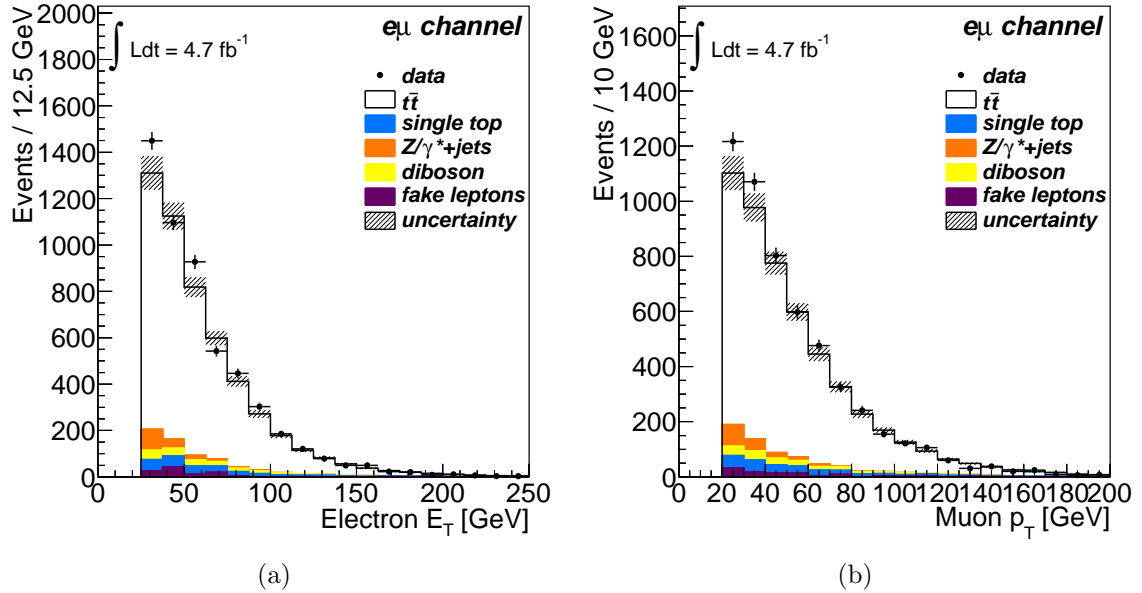 eμ channel
∫ Ldt = 4.7 fb⁻¹
data
tt̄
single top
Z/γ*+jets
diboson
fake leptons
uncertainty
Events / 12.5 GeV
2000
1800
1600
1400
1200
1000
800
600
400
200
0
0 50 100 150 200 250
Electron E_T [GeV]
(a)
eμ channel
∫ Ldt = 4.7 fb⁻¹
data
tt̄
single top
Z/γ*+jets
diboson
fake leptons
uncertainty
Events / 10 GeV
1600
1400
1200
1000
800
600
400
200
0
0 20 40 60 80 100 120 140 160 180 200
Muon p_T [GeV]
(b)